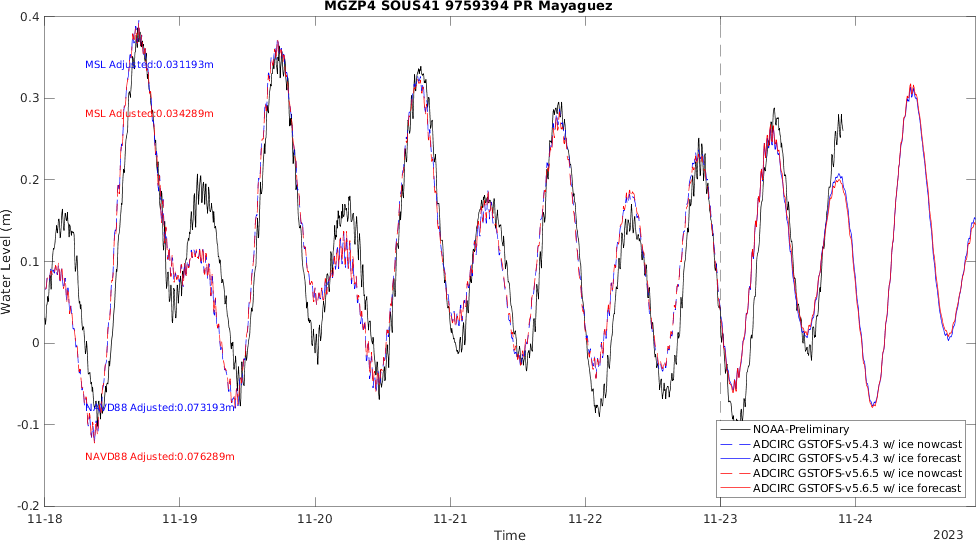 MGZP4 SOUS41 9759394 PR Mayaguez
0.4
MSL Adjusted:0.031193m
0.3
MSL Adjusted:0.034289m
0.2
Water Level (m)
0.1
0
NAVD88 Adjusted:0.073193m
-0.1
NOAA-Preliminary
ADCIRC GSTOFS-v5.4.3 w/ ice nowcast
NAVD88 Adjusted:0.076289m
ADCIRC GSTOFS-v5.4.3 w/ ice forecast
ADCIRC GSTOFS-v5.6.5 w/ ice nowcast
ADCIRC GSTOFS-v5.6.5 w/ ice forecast
-0.2
11-18 11-19 11-20 11-21 11-22 11-23 11-24
Time
2023